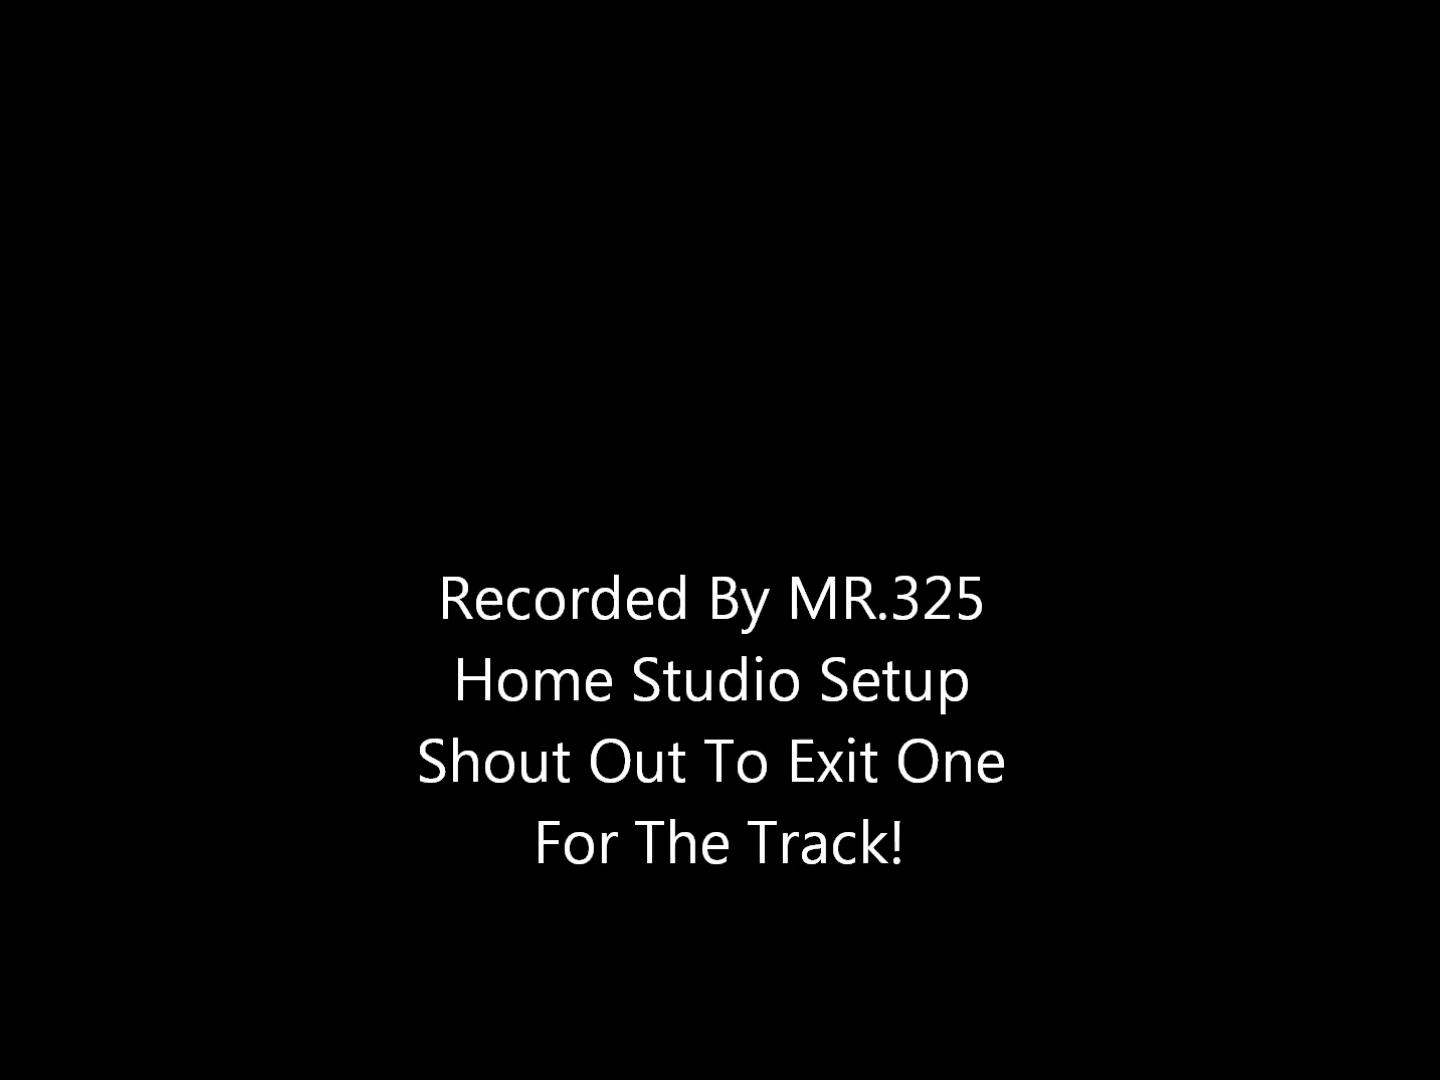 Recorded By MR.325
Home Studio Setup
Shout Out To Exit One
For The Track!